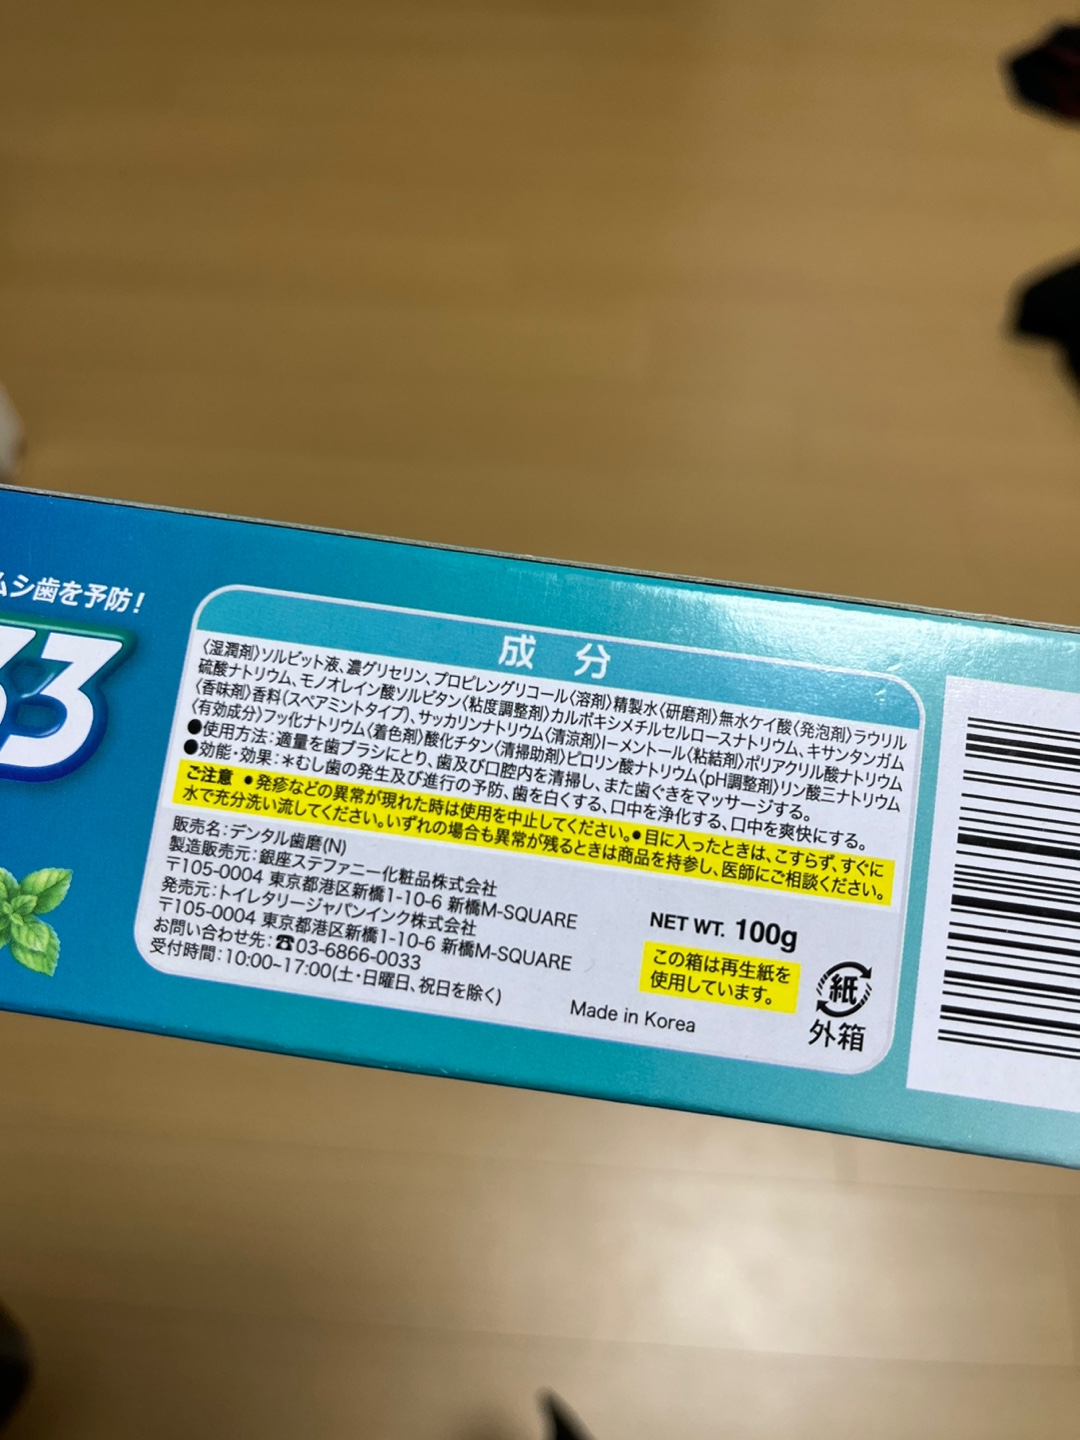 ムシ歯を予防!
33
成分
〈湿潤剤〉ソルビット液、濃グリセリン、プロピレングリコール〈溶剤〉精製水〈研磨剤〉無水ケイ酸〈発泡剤〉ラウリル
硫酸ナトリウム、モノオレイン酸ソルビタン〈粘度調整剤〉カルボキシメチルセルロースナトリウム、キサンタンガム
〈香味剤〉香料(スペアミントタイプ)、サッカリンナトリウム〈清涼剤〉l-メントール〈粘結剤〉ポリアクリル酸ナトリウム
〈有効成分〉フッ化ナトリウム〈着色剤〉酸化チタン〈清掃助剤〉ピロリン酸ナトリウム〈pH調整剤〉リン酸三ナトリウム
●使用方法:適量を歯ブラシにとり、歯及び口腔内を清掃し、また歯ぐきをマッサージする。
●効能・効果:*むし歯の発生及び進行の予防、歯を白くする、口中を浄化する、口中を爽快にする。
ご注意 ●発疹などの異常が現れた時は使用を中止してください。●目に入ったときは、こすらず、すぐに
水で充分洗い流してください。いずれの場合も異常が残るときは商品を持参し、医師にご相談ください。
販売名:デンタル歯磨(N)
製造販売元:銀座ステファニー化粧品株式会社
〒105-0004 東京都港区新橋1-10-6 新橋M-SQUARE
発売元:トイレタリージャパンインク株式会社
〒105-0004 東京都港区新橋1-10-6 新橋M-SQUARE
お問い合わせ先:☎03-6866-0033
受付時間:10:00~17:00(土・日曜日、祝日を除く)
NET WT. 100g
この箱は再生紙を
使用しています。
紙
外箱
Made in Korea